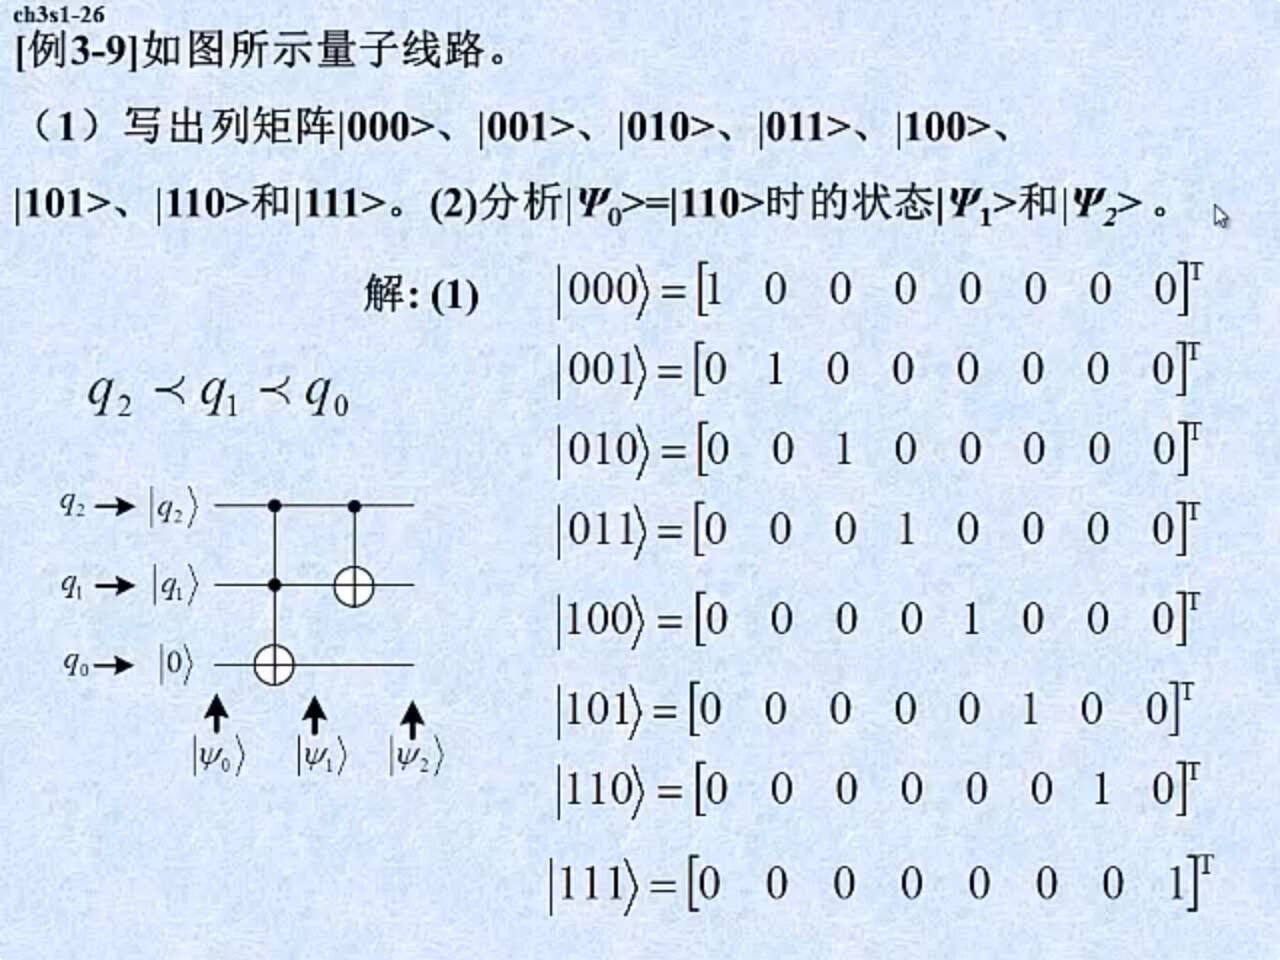 ch3s1-26
[例3-9]如图所示量子线路。
（1）写出列矩阵|000>、|001>、|010>、|011>、|100>、
|101>、|110>和|111>。(2)分析|Ψ₀>=|110>时的状态|Ψ₁>和|Ψ₂>。
解: (1)
|000⟩=[1 0 0 0 0 0 0 0]ᵀ
|001⟩=[0 1 0 0 0 0 0 0]ᵀ
|010⟩=[0 0 1 0 0 0 0 0]ᵀ
|011⟩=[0 0 0 1 0 0 0 0]ᵀ
|100⟩=[0 0 0 0 1 0 0 0]ᵀ
|101⟩=[0 0 0 0 0 1 0 0]ᵀ
|110⟩=[0 0 0 0 0 0 1 0]ᵀ
|111⟩=[0 0 0 0 0 0 0 1]ᵀ
q₂ ≺ q₁ ≺ q₀
q₂ → |q₂⟩
q₁ → |q₁⟩
q₀ → |0⟩
|ψ₀⟩ |ψ₁⟩ |ψ₂⟩